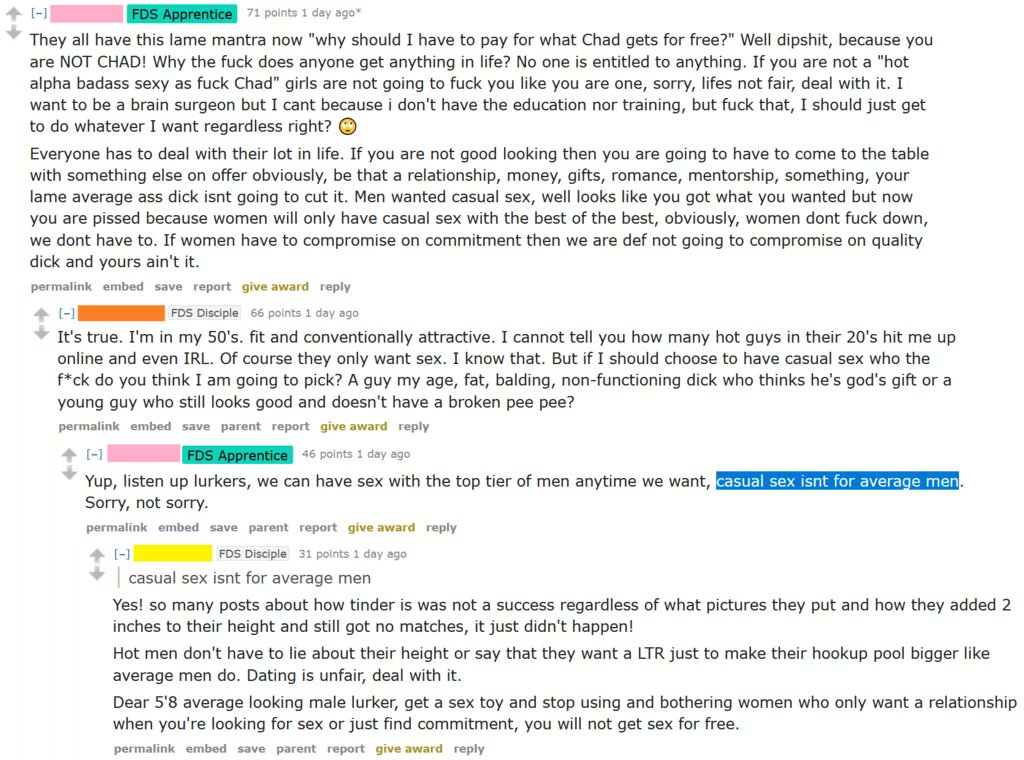 [–] FDS Apprentice 71 points 1 day ago*
They all have this lame mantra now "why should I have to pay for what Chad gets for free?" Well dipshit, because you
are NOT CHAD! Why the fuck does anyone get anything in life? No one is entitled to anything. If you are not a "hot
alpha badass sexy as fuck Chad" girls are not going to fuck you like you are one, sorry, lifes not fair, deal with it. I
want to be a brain surgeon but I cant because i don't have the education nor training, but fuck that, I should just get
to do whatever I want regardless right? 🙄
Everyone has to deal with their lot in life. If you are not good looking then you are going to have to come to the table
with something else on offer obviously, be that a relationship, money, gifts, romance, mentorship, something, your
lame average ass dick isnt going to cut it. Men wanted casual sex, well looks like you got what you wanted but now
you are pissed because women will only have casual sex with the best of the best, obviously, women dont fuck down,
we dont have to. If women have to compromise on commitment then we are def not going to compromise on quality
dick and yours ain't it.
permalink embed save report give award reply
[–] FDS Disciple 66 points 1 day ago
It's true. I'm in my 50's. fit and conventionally attractive. I cannot tell you how many hot guys in their 20's hit me up
online and even IRL. Of course they only want sex. I know that. But if I should choose to have casual sex who the
f*ck do you think I am going to pick? A guy my age, fat, balding, non-functioning dick who thinks he's god's gift or a
young guy who still looks good and doesn't have a broken pee pee?
permalink embed save parent report give award reply
[–] FDS Apprentice 46 points 1 day ago
Yup, listen up lurkers, we can have sex with the top tier of men anytime we want, casual sex isnt for average men.
Sorry, not sorry.
permalink embed save parent report give award reply
[–] FDS Disciple 31 points 1 day ago
casual sex isnt for average men
Yes! so many posts about how tinder is was not a success regardless of what pictures they put and how they added 2
inches to their height and still got no matches, it just didn't happen!
Hot men don't have to lie about their height or say that they want a LTR just to make their hookup pool bigger like
average men do. Dating is unfair, deal with it.
Dear 5'8 average looking male lurker, get a sex toy and stop using and bothering women who only want a relationship
when you're looking for sex or just find commitment, you will not get sex for free.
permalink embed save parent report give award reply